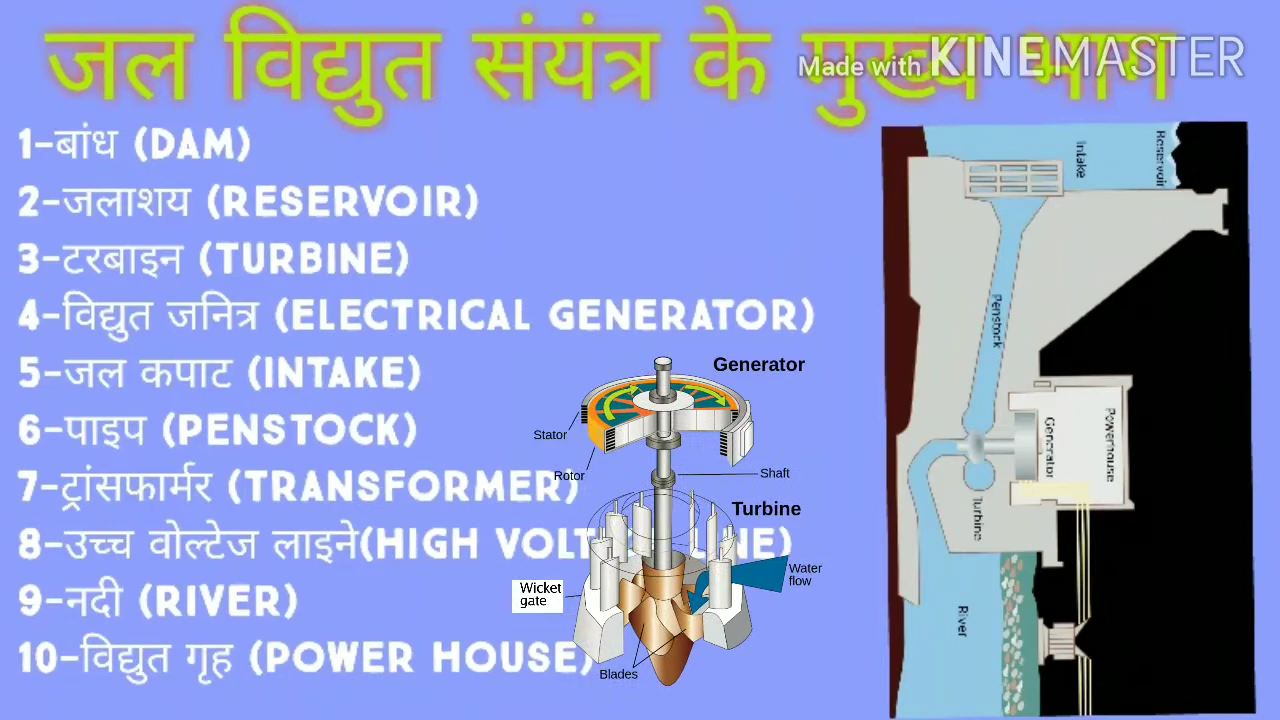 जल विद्युत संयंत्र के मुख्य भाग
Made with KINEMASTER
1-बांध (DAM)
2-जलाशय (RESERVOIR)
3-टरबाइन (TURBINE)
4-विद्युत जनित्र (ELECTRICAL GENERATOR)
5-जल कपाट (INTAKE)
6-पाइप (PENSTOCK)
7-ट्रांसफार्मर (TRANSFORMER)
8-उच्च वोल्टेज लाइने(HIGH
9-नदी (RIVER)
10-विद्युत गृह (POWER HOUSE)
Generator
Stator
Rotor
Shaft
Turbine
Water
flow
Wicket
gate
Blades
Reservoir
Intake
Penstock
Generator
Powerhouse
Turbine
River